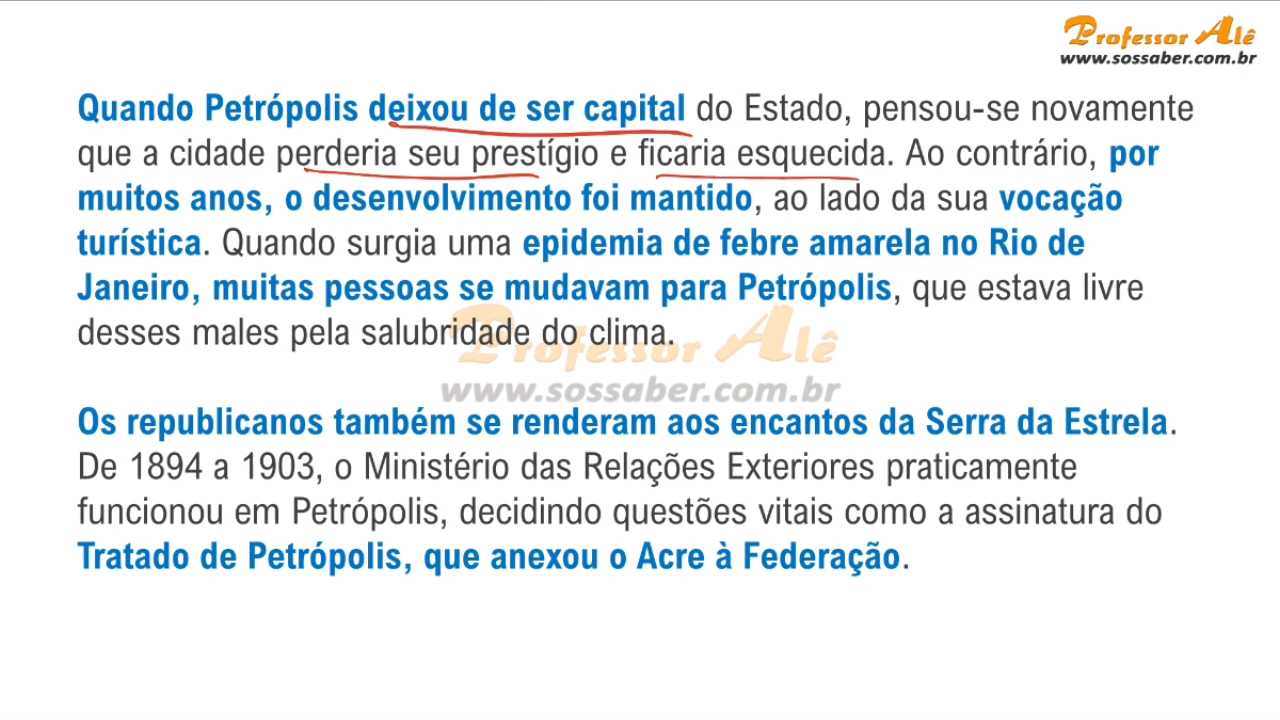 Professor Alê
www.sossaber.com.br
Quando Petrópolis deixou de ser capital do Estado, pensou-se novamente
que a cidade perderia seu prestígio e ficaria esquecida. Ao contrário, por
muitos anos, o desenvolvimento foi mantido, ao lado da sua vocação
turística. Quando surgia uma epidemia de febre amarela no Rio de
Janeiro, muitas pessoas se mudavam para Petrópolis, que estava livre
desses males pela salubridade do clima.
Professor Alê
www.sossaber.com.br
Os republicanos também se renderam aos encantos da Serra da Estrela.
De 1894 a 1903, o Ministério das Relações Exteriores praticamente
funcionou em Petrópolis, decidindo questões vitais como a assinatura do
Tratado de Petrópolis, que anexou o Acre à Federação.